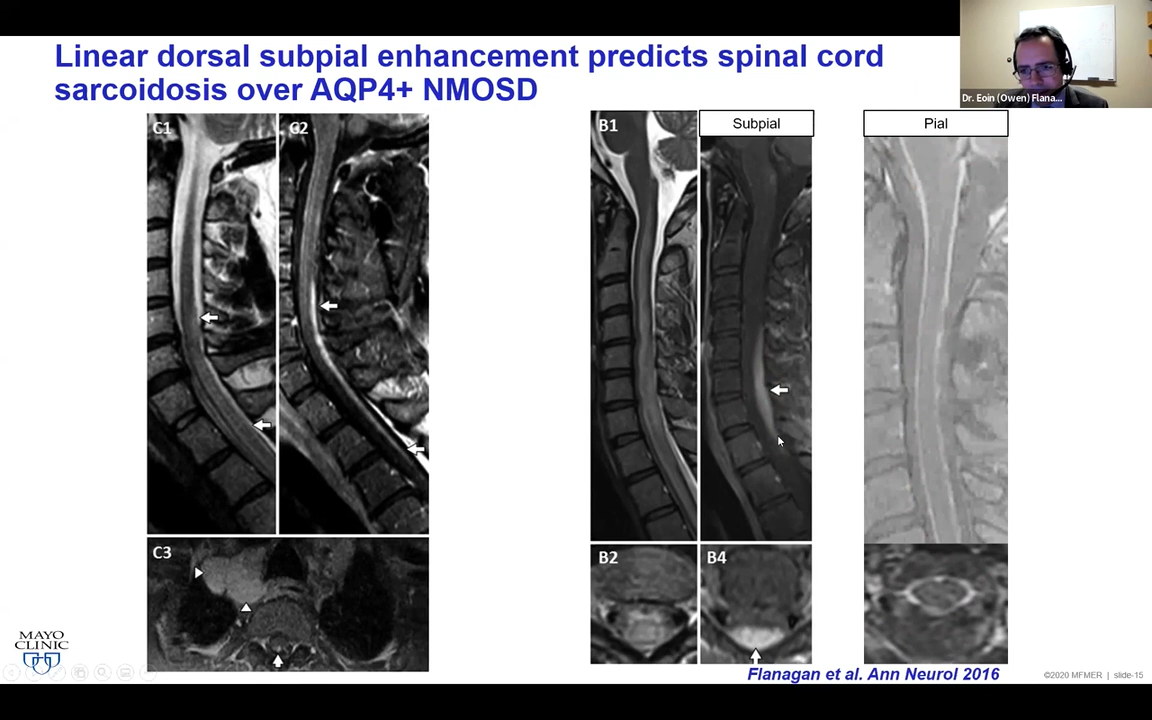 Linear dorsal subpial enhancement predicts spinal cord
sarcoidosis over AQP4+ NMOSD
Dr. Eoin (Owen) Flana...
C1
C2
B1
Subpial
Pial
C3
B2
B4
MAYO
CLINIC
Flanagan et al. Ann Neurol 2016
©2020 MFMER | slide-15